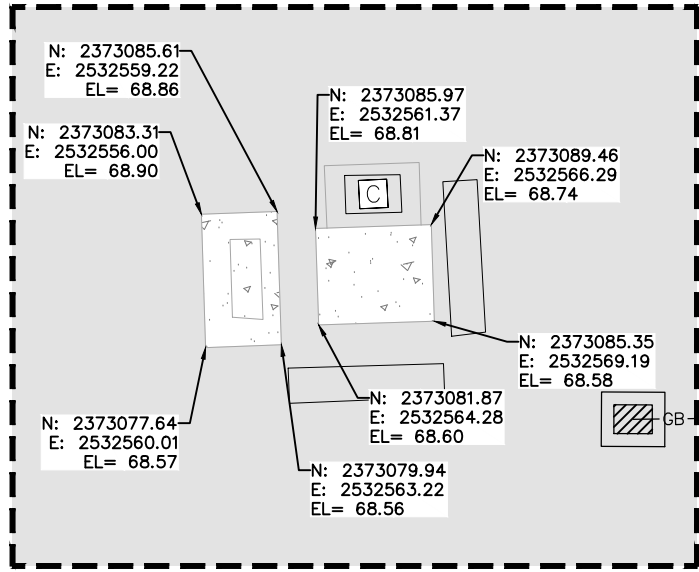 N: 2373085.61
E: 2532559.22
EL= 68.86
N: 2373085.97
E: 2532561.37
EL= 68.81
N: 2373083.31
E: 2532556.00
EL= 68.90
N: 2373089.46
E: 2532566.29
EL= 68.74
C
N: 2373085.35
E: 2532569.19
EL= 68.58
N: 2373081.87
E: 2532564.28
EL= 68.60
GB
N: 2373077.64
E: 2532560.01
EL= 68.57
N: 2373079.94
E: 2532563.22
EL= 68.56